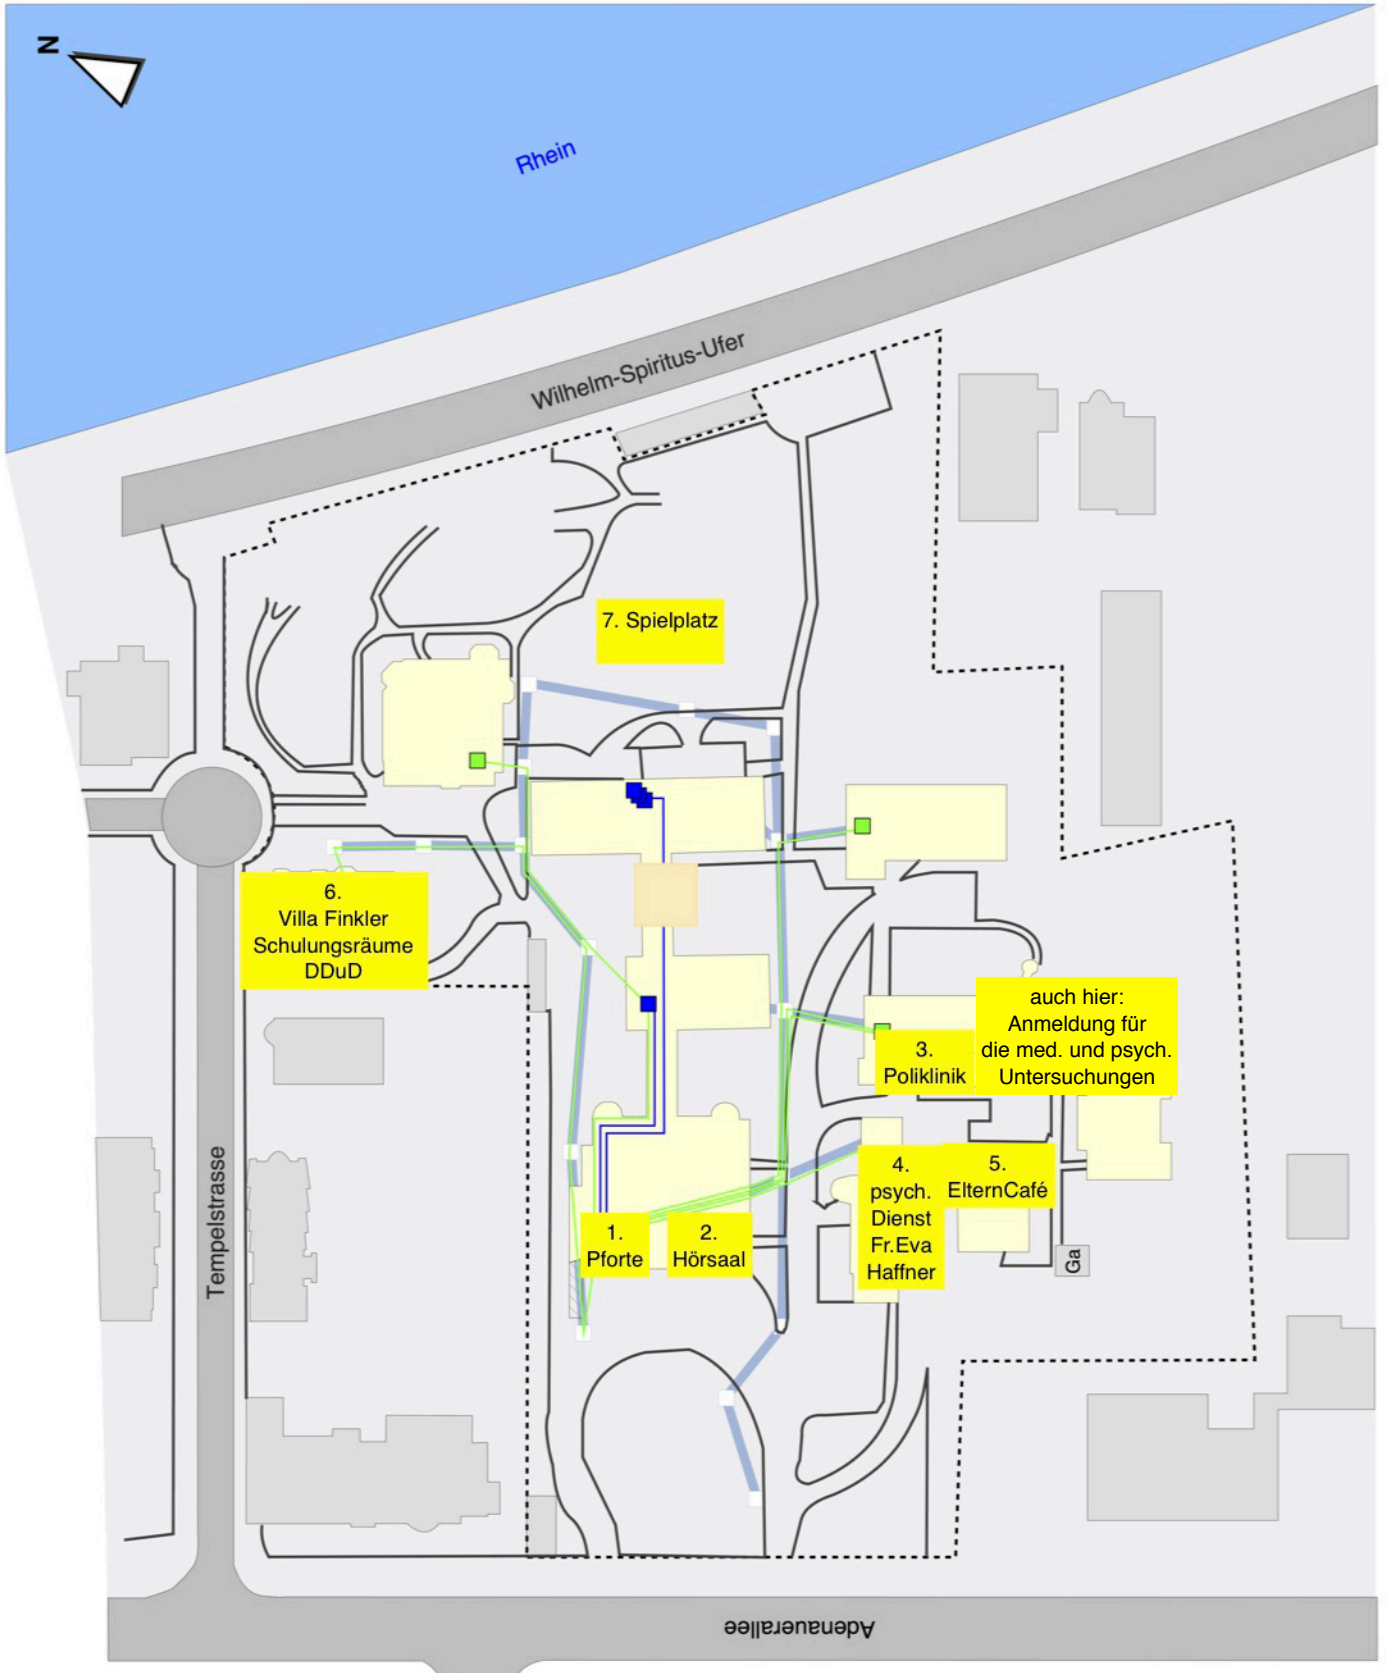 N
Rhein
Wilhelm-Spiritus-Ufer
7. Spielplatz
6.
Villa Finkler
Schulungsräume
DDuD
auch hier:
Anmeldung für
die med. und psych.
Untersuchungen
3.
Poliklinik
4.
psych.
Dienst
Fr.Eva
Haffner
5.
ElternCafé
1.
Pforte
2.
Hörsaal
Ga
Tempelstrasse
Adenauerallee